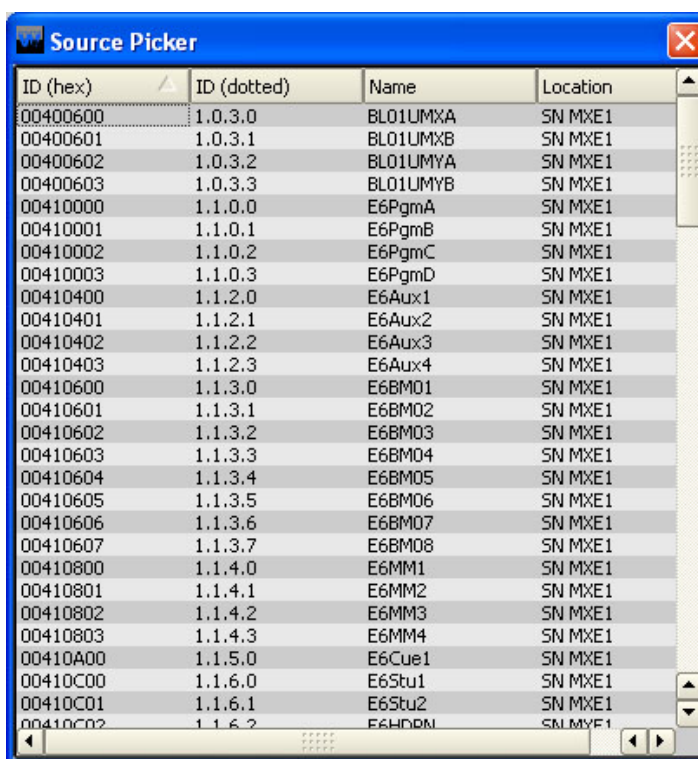 Source Picker
ID (hex) ID (dotted) Name Location
00400600 1.0.3.0 BL01UMXA SN MXE1
00400601 1.0.3.1 BL01UMXB SN MXE1
00400602 1.0.3.2 BL01UMYA SN MXE1
00400603 1.0.3.3 BL01UMYB SN MXE1
00410000 1.1.0.0 E6PgmA SN MXE1
00410001 1.1.0.1 E6PgmB SN MXE1
00410002 1.1.0.2 E6PgmC SN MXE1
00410003 1.1.0.3 E6PgmD SN MXE1
00410400 1.1.2.0 E6Aux1 SN MXE1
00410401 1.1.2.1 E6Aux2 SN MXE1
00410402 1.1.2.2 E6Aux3 SN MXE1
00410403 1.1.2.3 E6Aux4 SN MXE1
00410600 1.1.3.0 E6BM01 SN MXE1
00410601 1.1.3.1 E6BM02 SN MXE1
00410602 1.1.3.2 E6BM03 SN MXE1
00410603 1.1.3.3 E6BM04 SN MXE1
00410604 1.1.3.4 E6BM05 SN MXE1
00410605 1.1.3.5 E6BM06 SN MXE1
00410606 1.1.3.6 E6BM07 SN MXE1
00410607 1.1.3.7 E6BM08 SN MXE1
00410800 1.1.4.0 E6MM1 SN MXE1
00410801 1.1.4.1 E6MM2 SN MXE1
00410802 1.1.4.2 E6MM3 SN MXE1
00410803 1.1.4.3 E6MM4 SN MXE1
00410A00 1.1.5.0 E6Cue1 SN MXE1
00410C00 1.1.6.0 E6Stu1 SN MXE1
00410C01 1.1.6.1 E6Stu2 SN MXE1
00410C02 1.1.6.2 E6HDPN SN MXE1